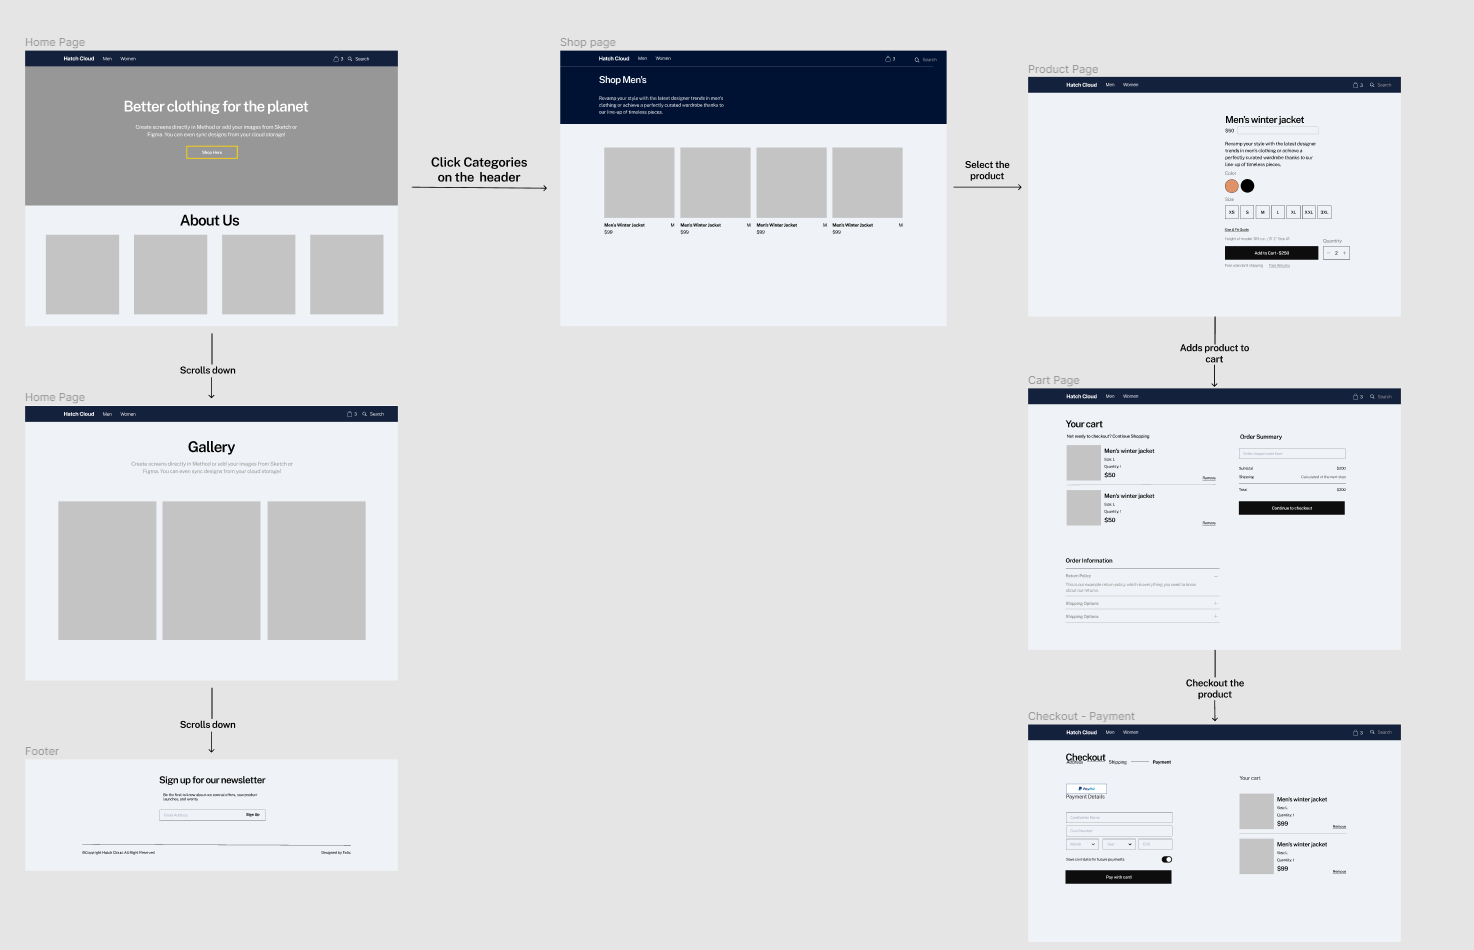 Home Page
Hatch Cloud Men Women 3 Search
Better clothing for the planet
Create screens directly in Method or add your images from Sketch or
Figma. You can even sync designs from your cloud storage!
Shop Here
About Us
Scrolls down
Home Page
Hatch Cloud Men Women 3 Search
Gallery
Create screens directly in Method or add your images from Sketch or
Figma. You can even sync designs from your cloud storage!
Scrolls down
Footer
Sign up for our newsletter
Be the first to know about our special offers, new product
launches, and events
Email Address Sign Up
©Copyright Hatch Cloud. All Right Reserved
Designed by Felix
Click Categories
on the header
Shop page
Hatch Cloud Men Women 3 Search
Shop Men's
Revamp your style with the latest designer trends in men's
clothing or achieve a perfectly curated wardrobe thanks to
our line-up of timeless pieces.
Men's Winter Jacket M
$99
Men's Winter Jacket M
$99
Men's Winter Jacket M
$99
Men's Winter Jacket M
$99
Select the
product
Product Page
Hatch Cloud Men Women 3 Search
Men's winter jacket
$50
Revamp your style with the latest designer
trends in men's clothing or achieve a
perfectly curated wardrobe thanks to our
line-up of timeless pieces.
Color
Size
XS S M L XL XXL 3XL
Size & Fit Guide
Height of model: 189 cm. / 6' 2" Size
Quantity
Add to Cart - $250
- 2 +
Free standard shipping Free Returns
Adds product to
cart
Cart Page
Hatch Cloud Men Women 3 Search
Your cart
Not ready to checkout? Continue Shopping
Men's winter jacket
Size: L
Quantity: 1
$50
Remove
Men's winter jacket
Size: L
Quantity: 1
$50
Remove
Order Summary
Enter coupon code here
Subtotal $200
Shipping Calculated at the next step
Total $200
Continue to checkout
Order Information
Return Policy -
This is our example return policy which is everything you need to know
about our returns.
Shipping Options +
Shipping Options +
Checkout the
product
Checkout - Payment
Hatch Cloud Men Women 3 Search
Checkout
Address Shipping Payment
PayPal
Payment Details
Cardholder Name
Card Number
Month Year CVC
Save card data for future payments
Pay with card
Your cart
Men's winter jacket
Size: L
Quantity: 1
$99
Remove
Men's winter jacket
Size: L
Quantity: 1
$99
Remove